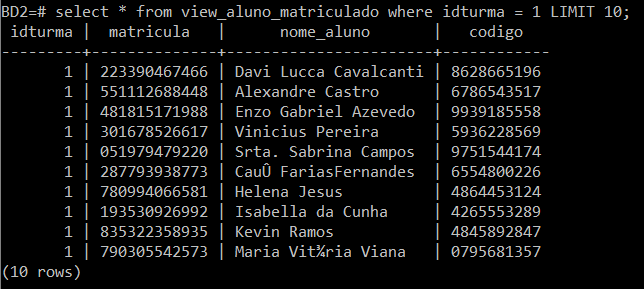 BD2=# select * from view_aluno_matriculado where idturma = 1 LIMIT 10;
 idturma |  matricula   |      nome_aluno       |   codigo
---------+--------------+-----------------------+------------
       1 | 223390467466 | Davi Lucca Cavalcanti | 8628665196
       1 | 551112688448 | Alexandre Castro      | 6786543517
       1 | 481815171988 | Enzo Gabriel Azevedo  | 9939185558
       1 | 301678526617 | Vinicius Pereira      | 5936228569
       1 | 051979479220 | Srta. Sabrina Campos  | 9751544174
       1 | 287793938773 | CauÛ FariasFernandes  | 6554800226
       1 | 780994066581 | Helena Jesus          | 4864453124
       1 | 193530926992 | Isabella da Cunha     | 4265553289
       1 | 835322358935 | Kevin Ramos           | 4845892847
       1 | 790305542573 | Maria Vit¾ria Viana   | 0795681357
(10 rows)